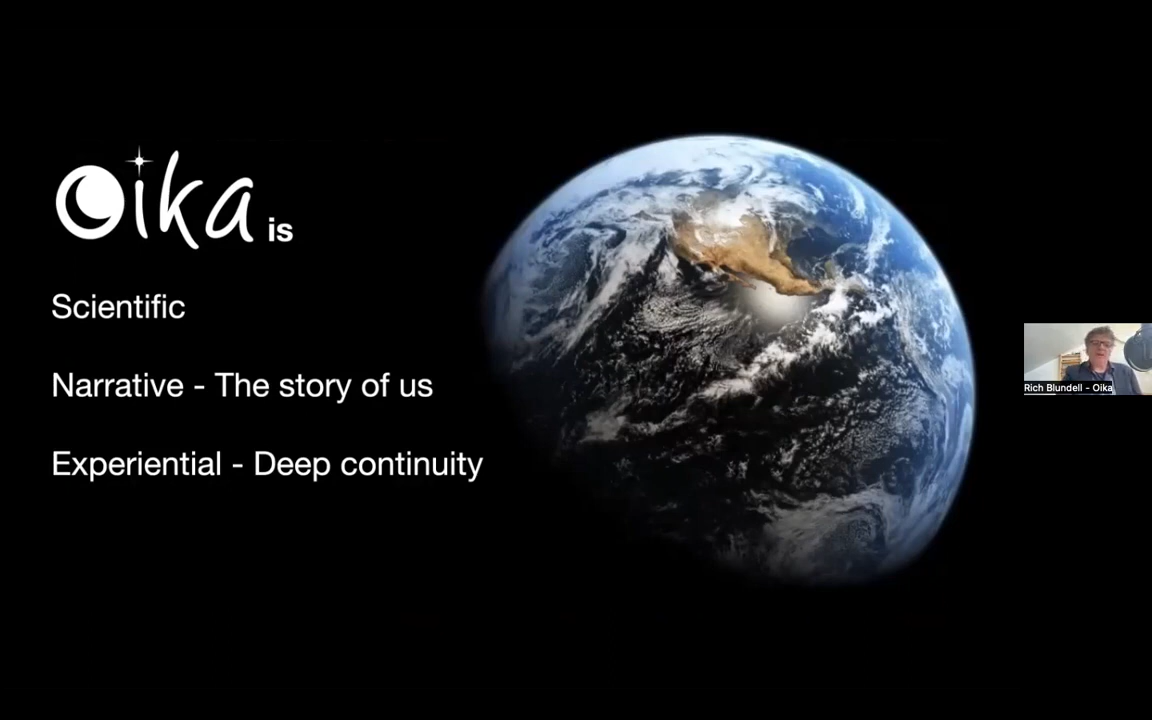 Oika is
Scientific
Narrative - The story of us
Experiential - Deep continuity
Rich Blundell - Oika